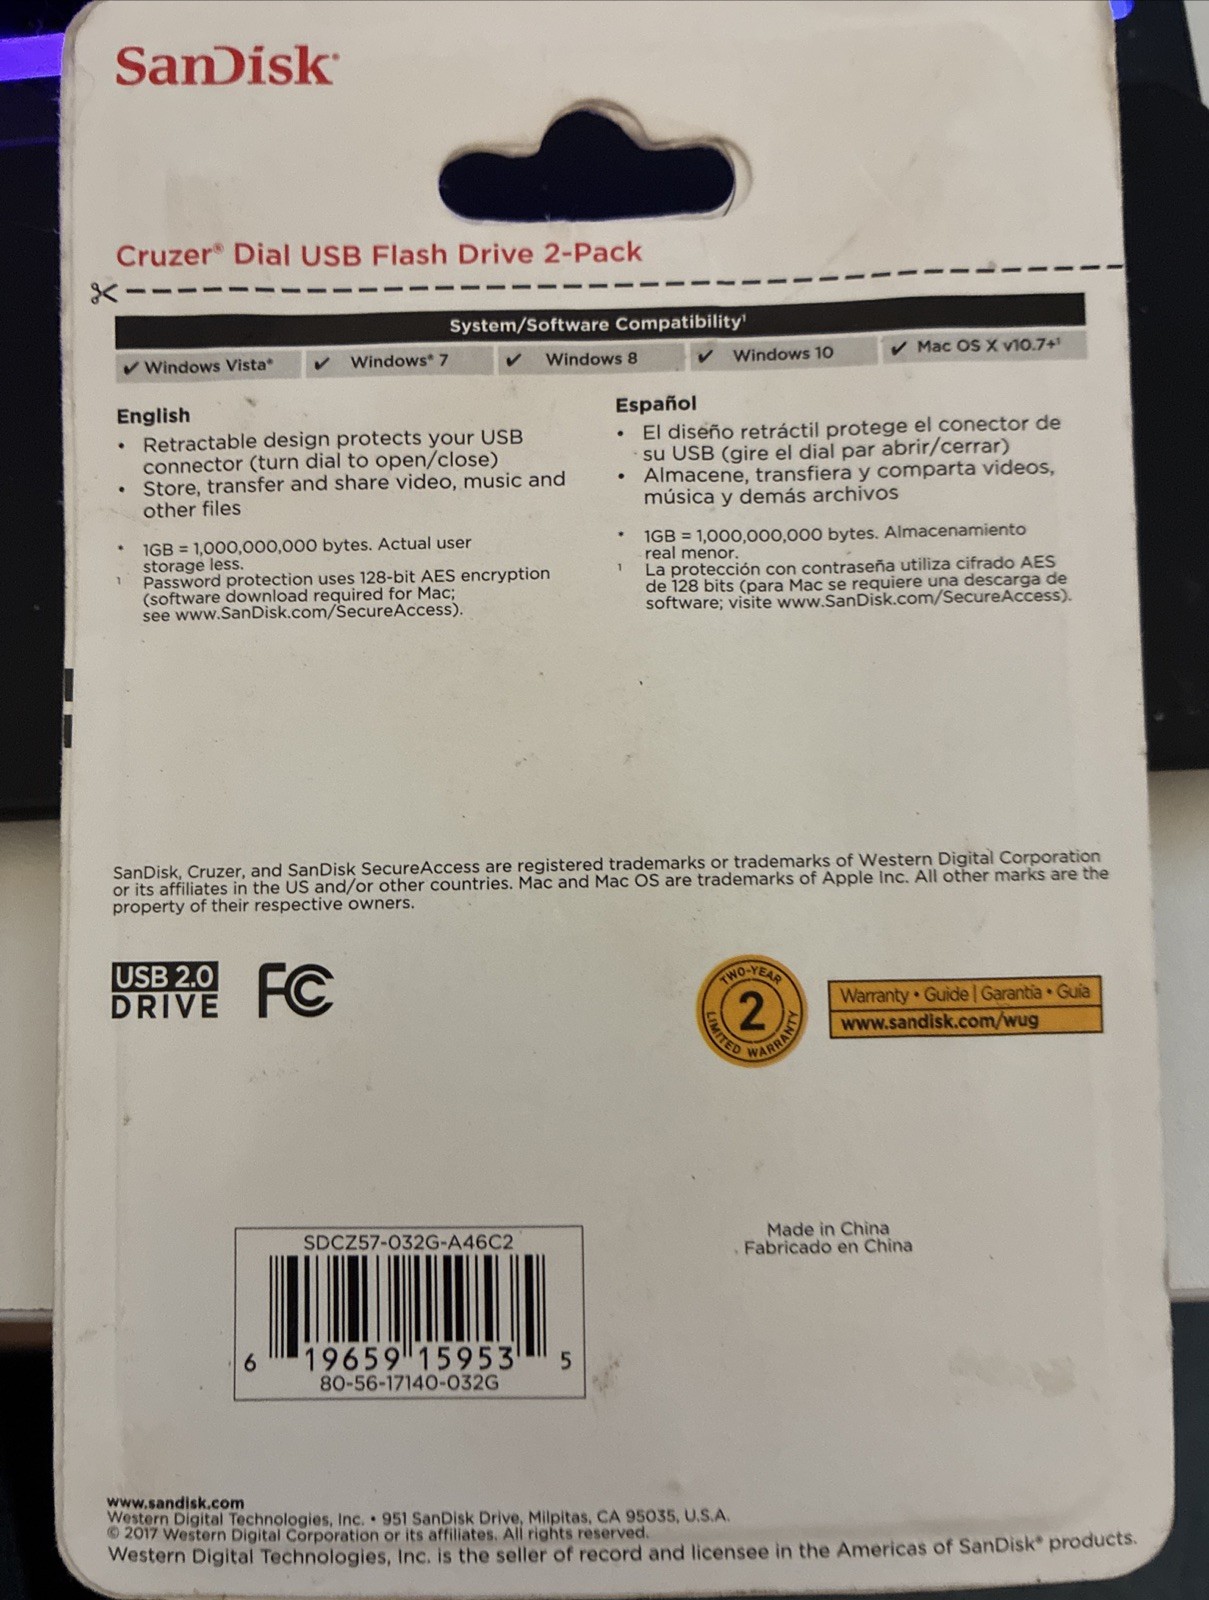 SanDisk®
Cruzer® Dial USB Flash Drive 2-Pack
System/Software Compatibility¹
✔ Windows Vista® ✔ Windows® 7 ✔ Windows 8 ✔ Windows 10 ✔ Mac OS X v10.7+¹
English
• Retractable design protects your USB
connector (turn dial to open/close)
• Store, transfer and share video, music and
other files
* 1GB = 1,000,000,000 bytes. Actual user
storage less.
¹ Password protection uses 128-bit AES encryption
(software download required for Mac;
see www.SanDisk.com/SecureAccess).
Español
• El diseño retráctil protege el conector de
su USB (gire el dial par abrir/cerrar)
• Almacene, transfiera y comparta videos,
música y demás archivos
* 1GB = 1,000,000,000 bytes. Almacenamiento
real menor.
¹ La protección con contraseña utiliza cifrado AES
de 128 bits (para Mac se requiere una descarga de
software; visite www.SanDisk.com/SecureAccess).
SanDisk, Cruzer, and SanDisk SecureAccess are registered trademarks or trademarks of Western Digital Corporation
or its affiliates in the US and/or other countries. Mac and Mac OS are trademarks of Apple Inc. All other marks are the
property of their respective owners.
USB 2.0
DRIVE
FC
TWO-YEAR
2
LIMITED WARRANTY
Warranty • Guide | Garantía • Guía
www.sandisk.com/wug
SDCZ57-032G-A46C2
6 19659 15953 5
80-56-17140-032G
Made in China
Fabricado en China
www.sandisk.com
Western Digital Technologies, Inc. • 951 SanDisk Drive, Milpitas, CA 95035, U.S.A.
© 2017 Western Digital Corporation or its affiliates. All rights reserved.
Western Digital Technologies, Inc. is the seller of record and licensee in the Americas of SanDisk® products.